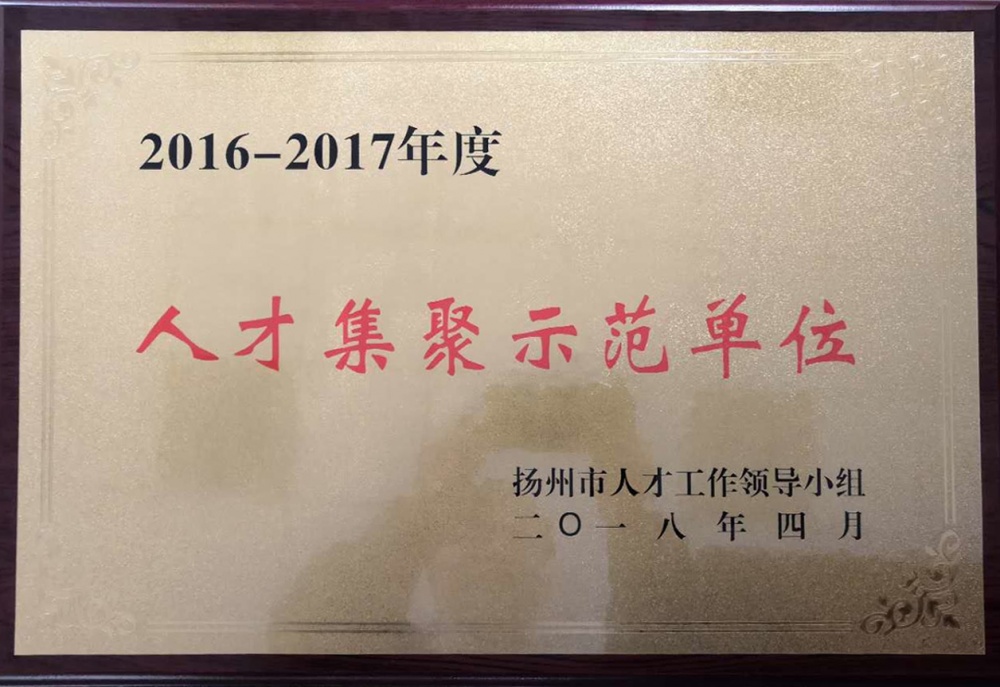 2016-2017年度
人才集聚示范单位
扬州市人才工作领导小组
二〇一八年四月